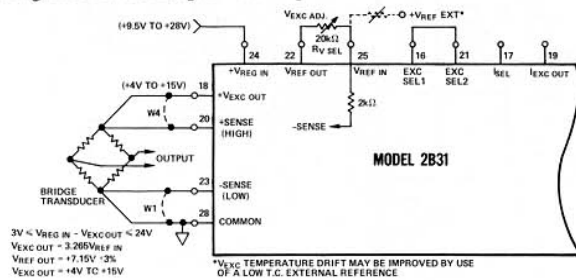 VEXC ADJ.
(+9.5V TO +28V)
+VREF EXT*
20kΩ
RV SEL
24
22
25
16
21
17
19
+VREG IN
VREF OUT
VREF IN
EXC SEL1
EXC SEL2
ISEL
IEXC OUT
(+4V TO +15V)
18
+VEXC OUT
2kΩ
W4
20
+SENSE
(HIGH)
-SENSE
OUTPUT
MODEL 2B31
23
-SENSE
(LOW)
BRIDGE
TRANSDUCER
W1
28
COMMON
3V ≤ VREG IN - VEXC OUT ≤ 24V
VEXC OUT = 3.265VREF IN
VREF OUT = +7.15V ±3%
VEXC OUT = +4V TO +15V
*VEXC TEMPERATURE DRIFT MAY BE IMPROVED BY USE
OF A LOW T.C. EXTERNAL REFERENCE